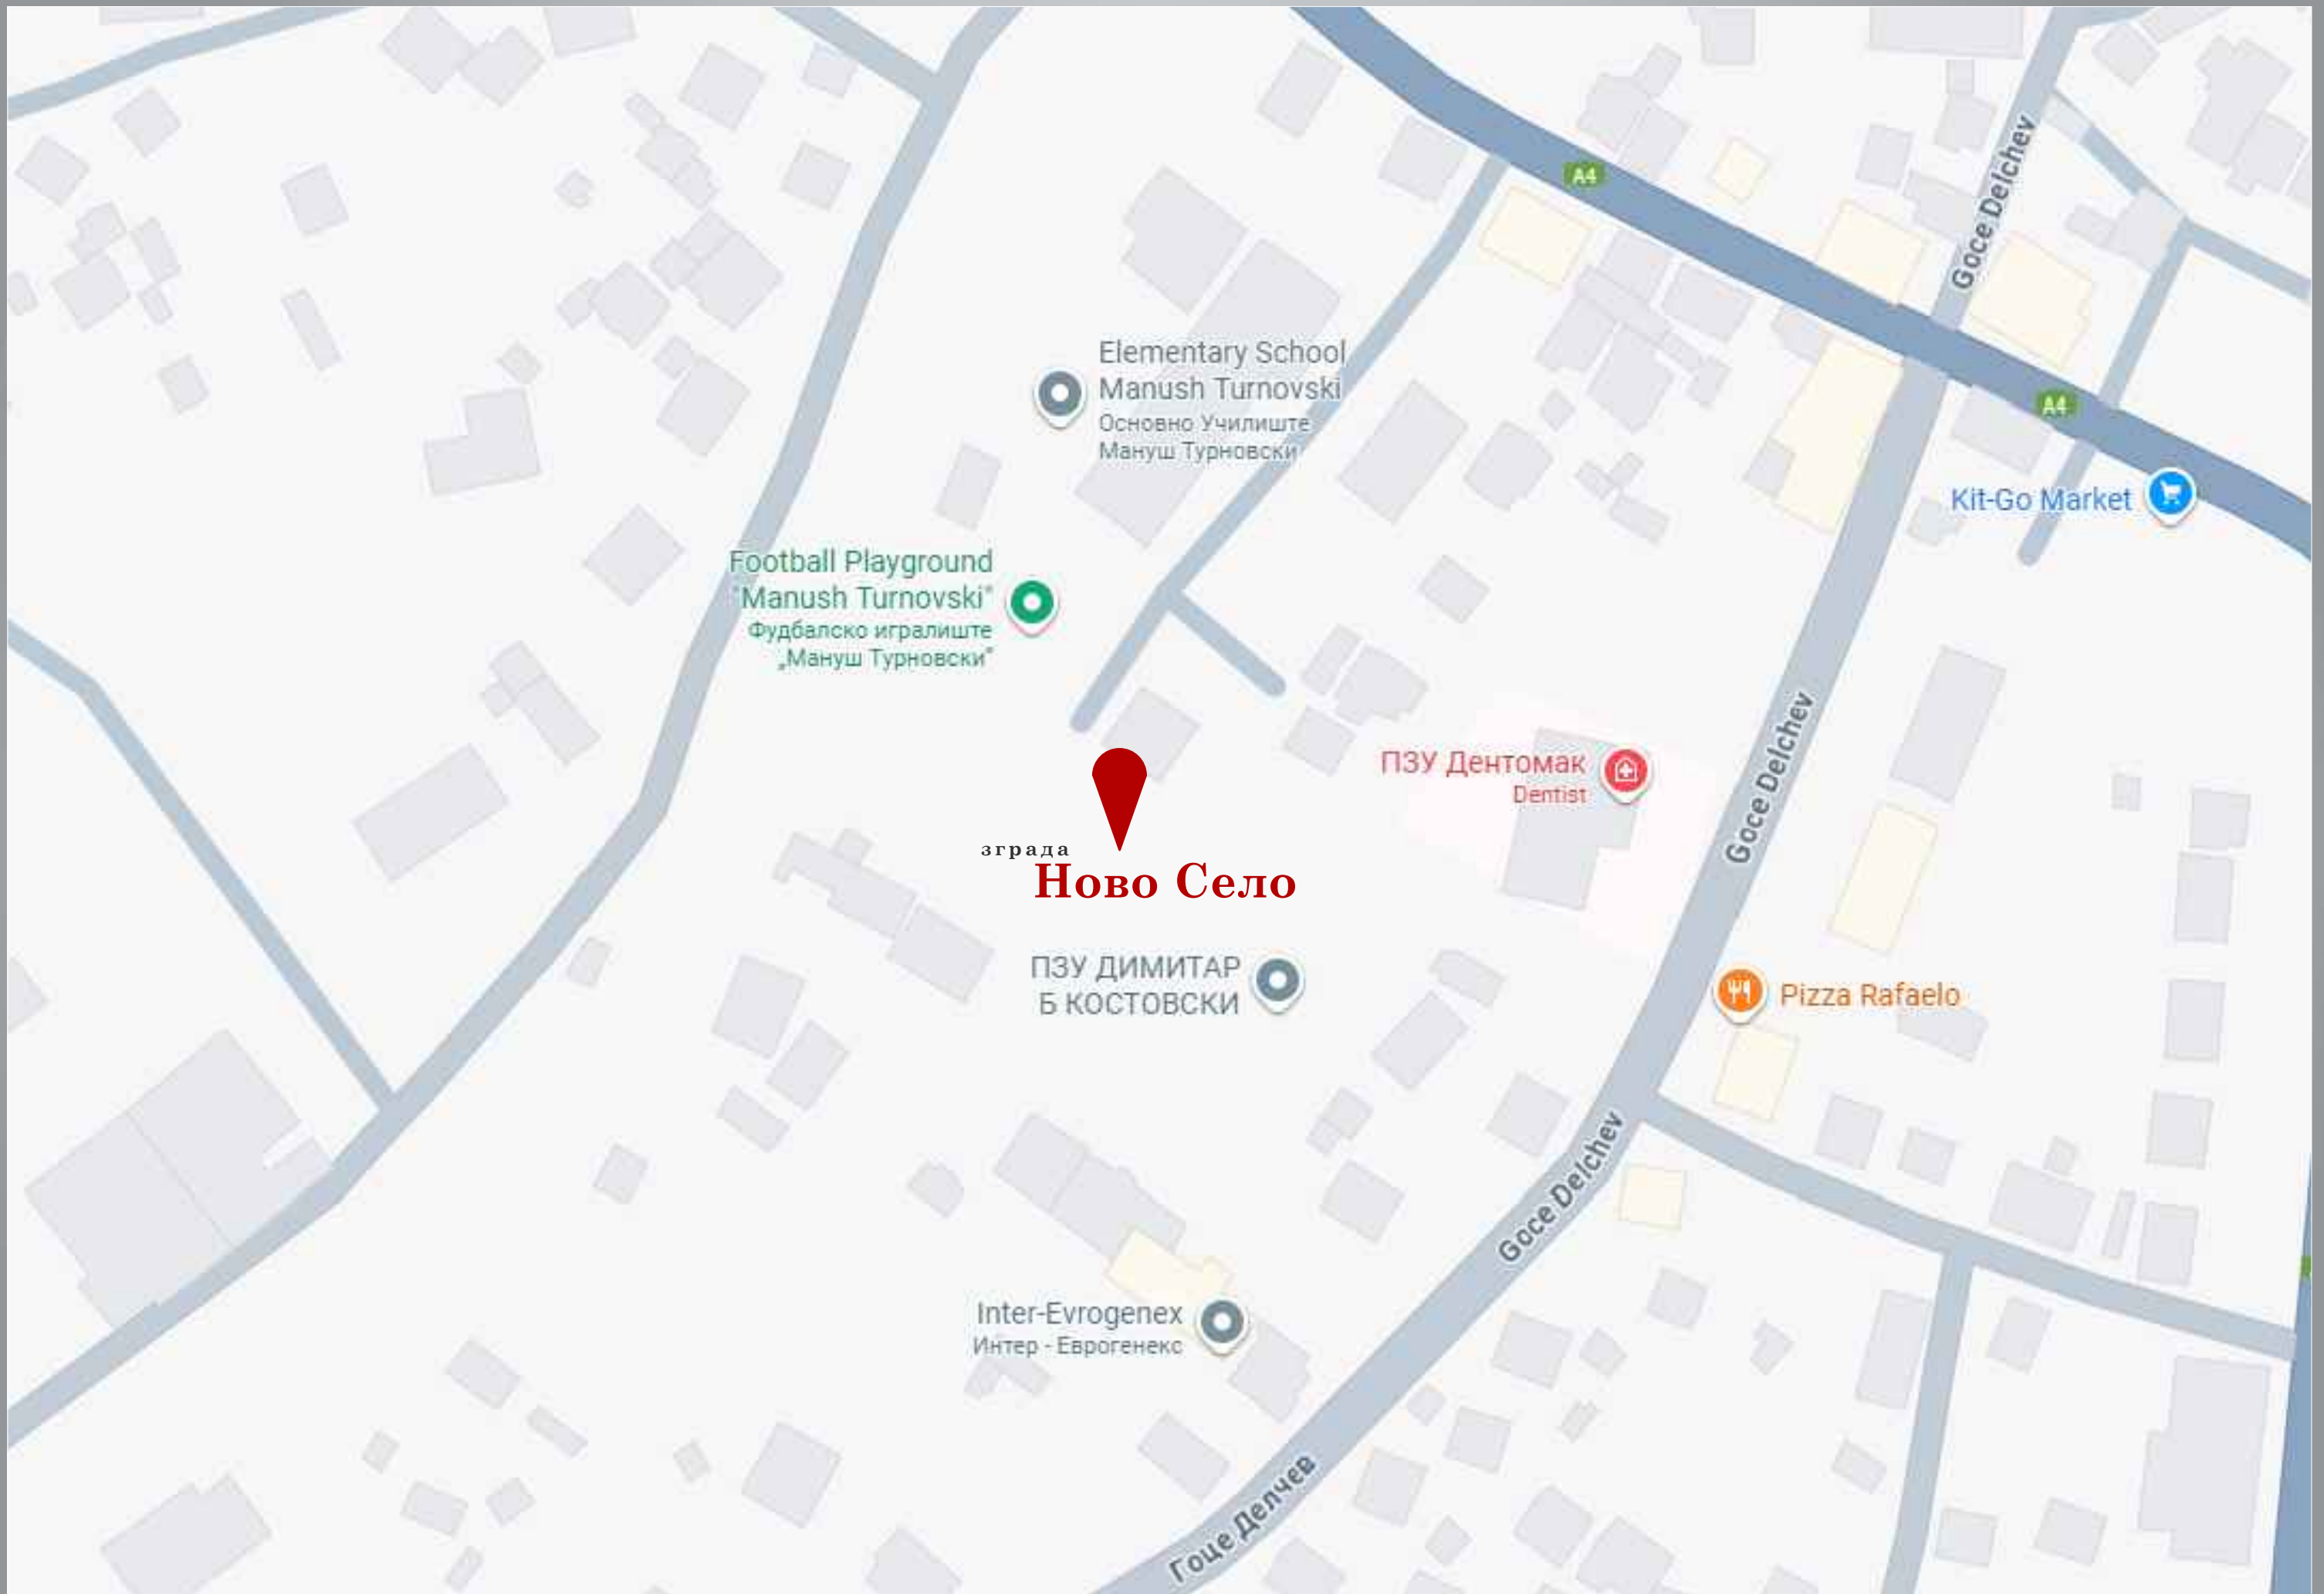 A4
Goce Delchev
Elementary School
Manush Turnovski
Основно Училиште
Мануш Турновски
A4
Kit-Go Market
Football Playground
"Manush Turnovski"
Фудбалско игралиште
„Мануш Турновски"
ПЗУ Дентомак
Dentist
Goce Delchev
зграда
Ново Село
ПЗУ ДИМИТАР
Б КОСТОВСКИ
Pizza Rafaelo
Goce Delchev
Inter-Evrogenex
Интер - Еврогенекс
Гоце Делчев